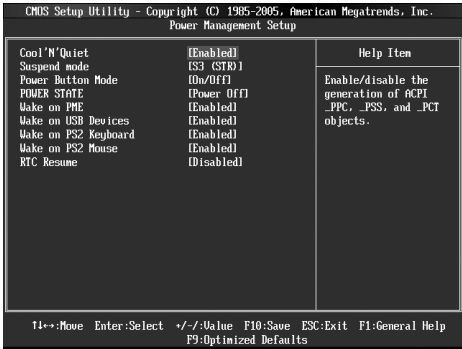 CMOS Setup Utility - Copyright (C) 1985-2005, American Megatrends, Inc.
Power Management Setup
Cool'N'Quiet [Enabled]
Suspend mode [S3 (STR)]
Power Button Mode [On/Off]
POWER STATE [Power Off]
Wake on PME [Enabled]
Wake on USB Devices [Enabled]
Wake on PS2 Keyboard [Enabled]
Wake on PS2 Mouse [Enabled]
RTC Resume [Disabled]
Help Item
Enable/disable the
generation of ACPI
_PPC, _PSS, and _PCT
objects.
↑↓←→:Move Enter:Select +/-/:Value F10:Save ESC:Exit F1:General Help
F9:Optimized Defaults